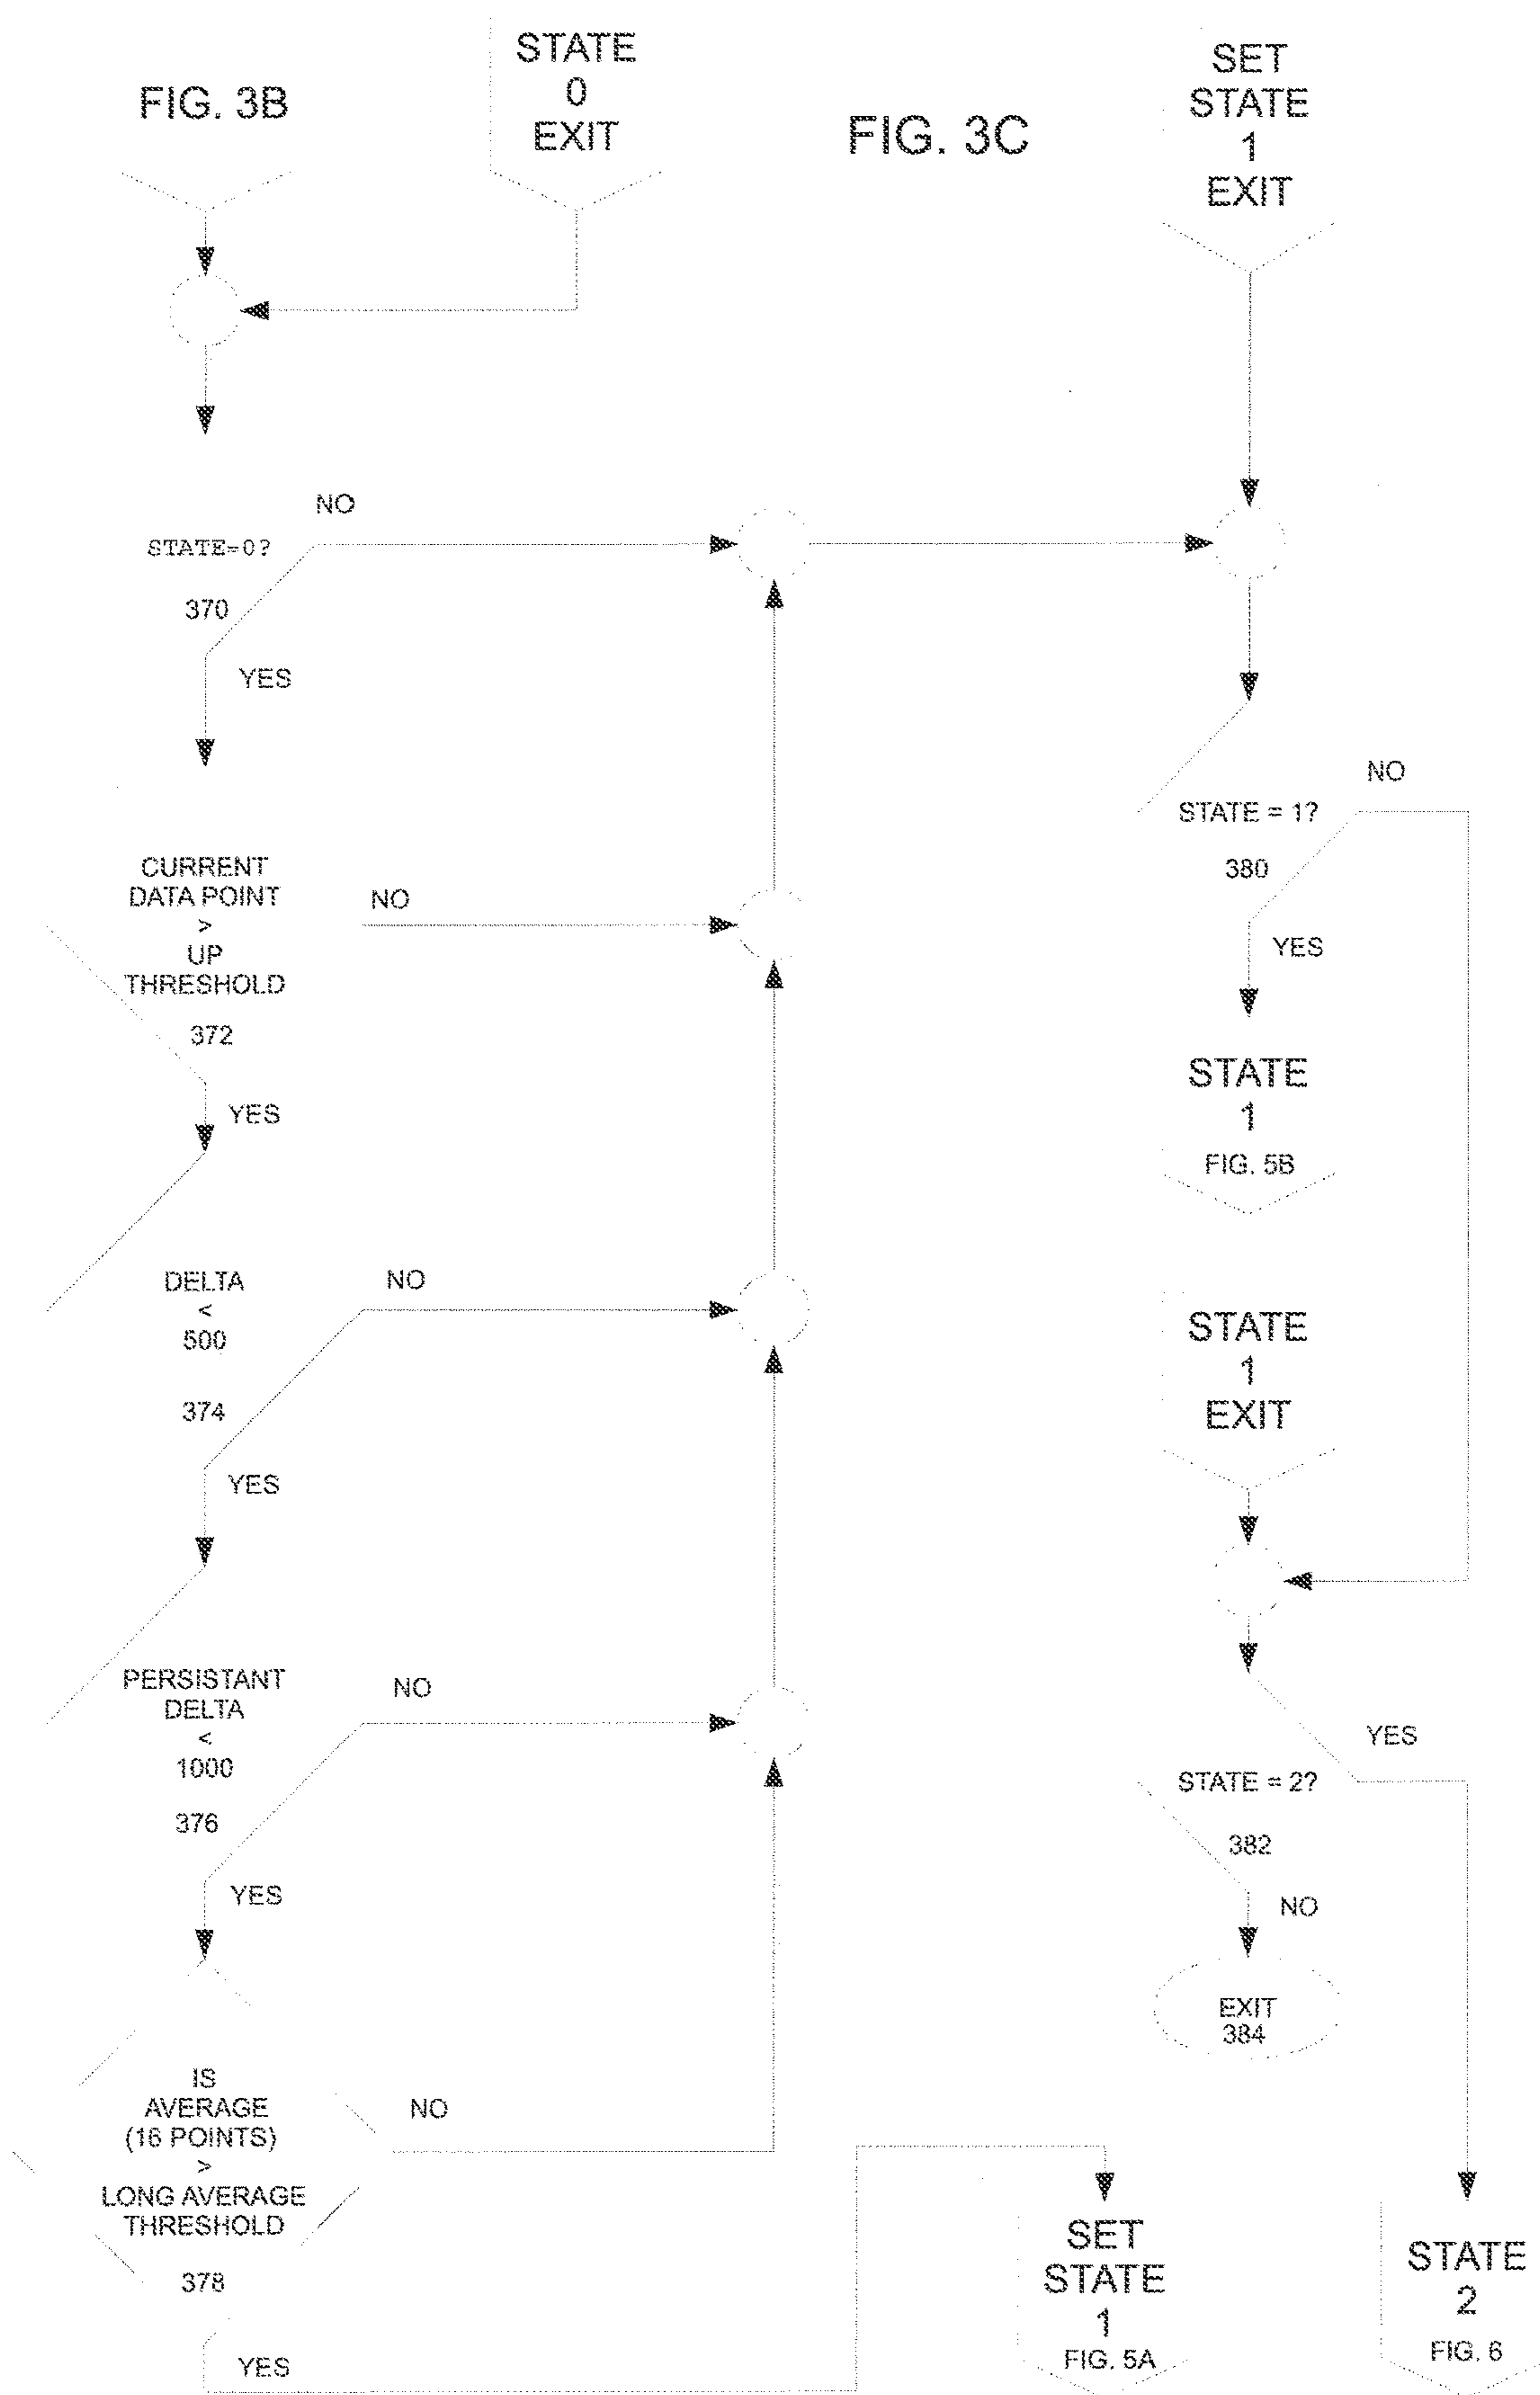 FIG. 3B
STATE
0
EXIT
FIG. 3C
SET
STATE
1
EXIT
NO
STATE=0?
370
YES
CURRENT
DATA POINT
>
UP
THRESHOLD
372
NO
YES
DELTA
<
500
374
NO
YES
PERSISTANT
DELTA
<
1000
376
NO
YES
IS
AVERAGE
(16 POINTS)
>
LONG AVERAGE
THRESHOLD
378
NO
YES
NO
STATE = 1?
380
YES
STATE
1
FIG. 5B
STATE
1
EXIT
YES
STATE = 2?
382
NO
EXIT
384
SET
STATE
1
FIG. 5A
STATE
2
FIG. 6